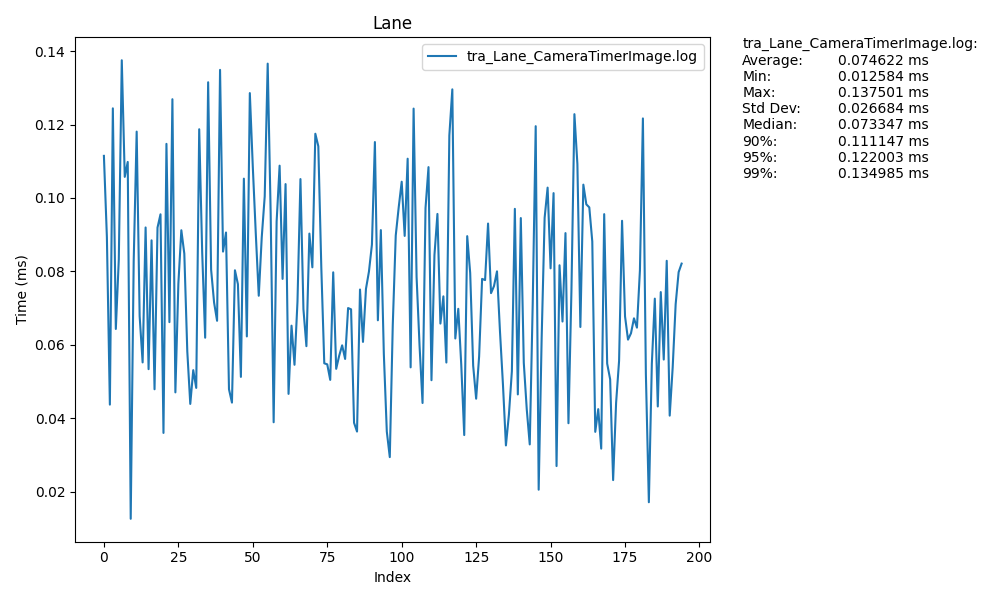 Lane
tra_Lane_CameraTimerImage.log
Time (ms)
0.14
0.12
0.10
0.08
0.06
0.04
0.02
0 25 50 75 100 125 150 175 200
Index
tra_Lane_CameraTimerImage.log:
Average: 0.074622 ms
Min: 0.012584 ms
Max: 0.137501 ms
Std Dev: 0.026684 ms
Median: 0.073347 ms
90%: 0.111147 ms
95%: 0.122003 ms
99%: 0.134985 ms